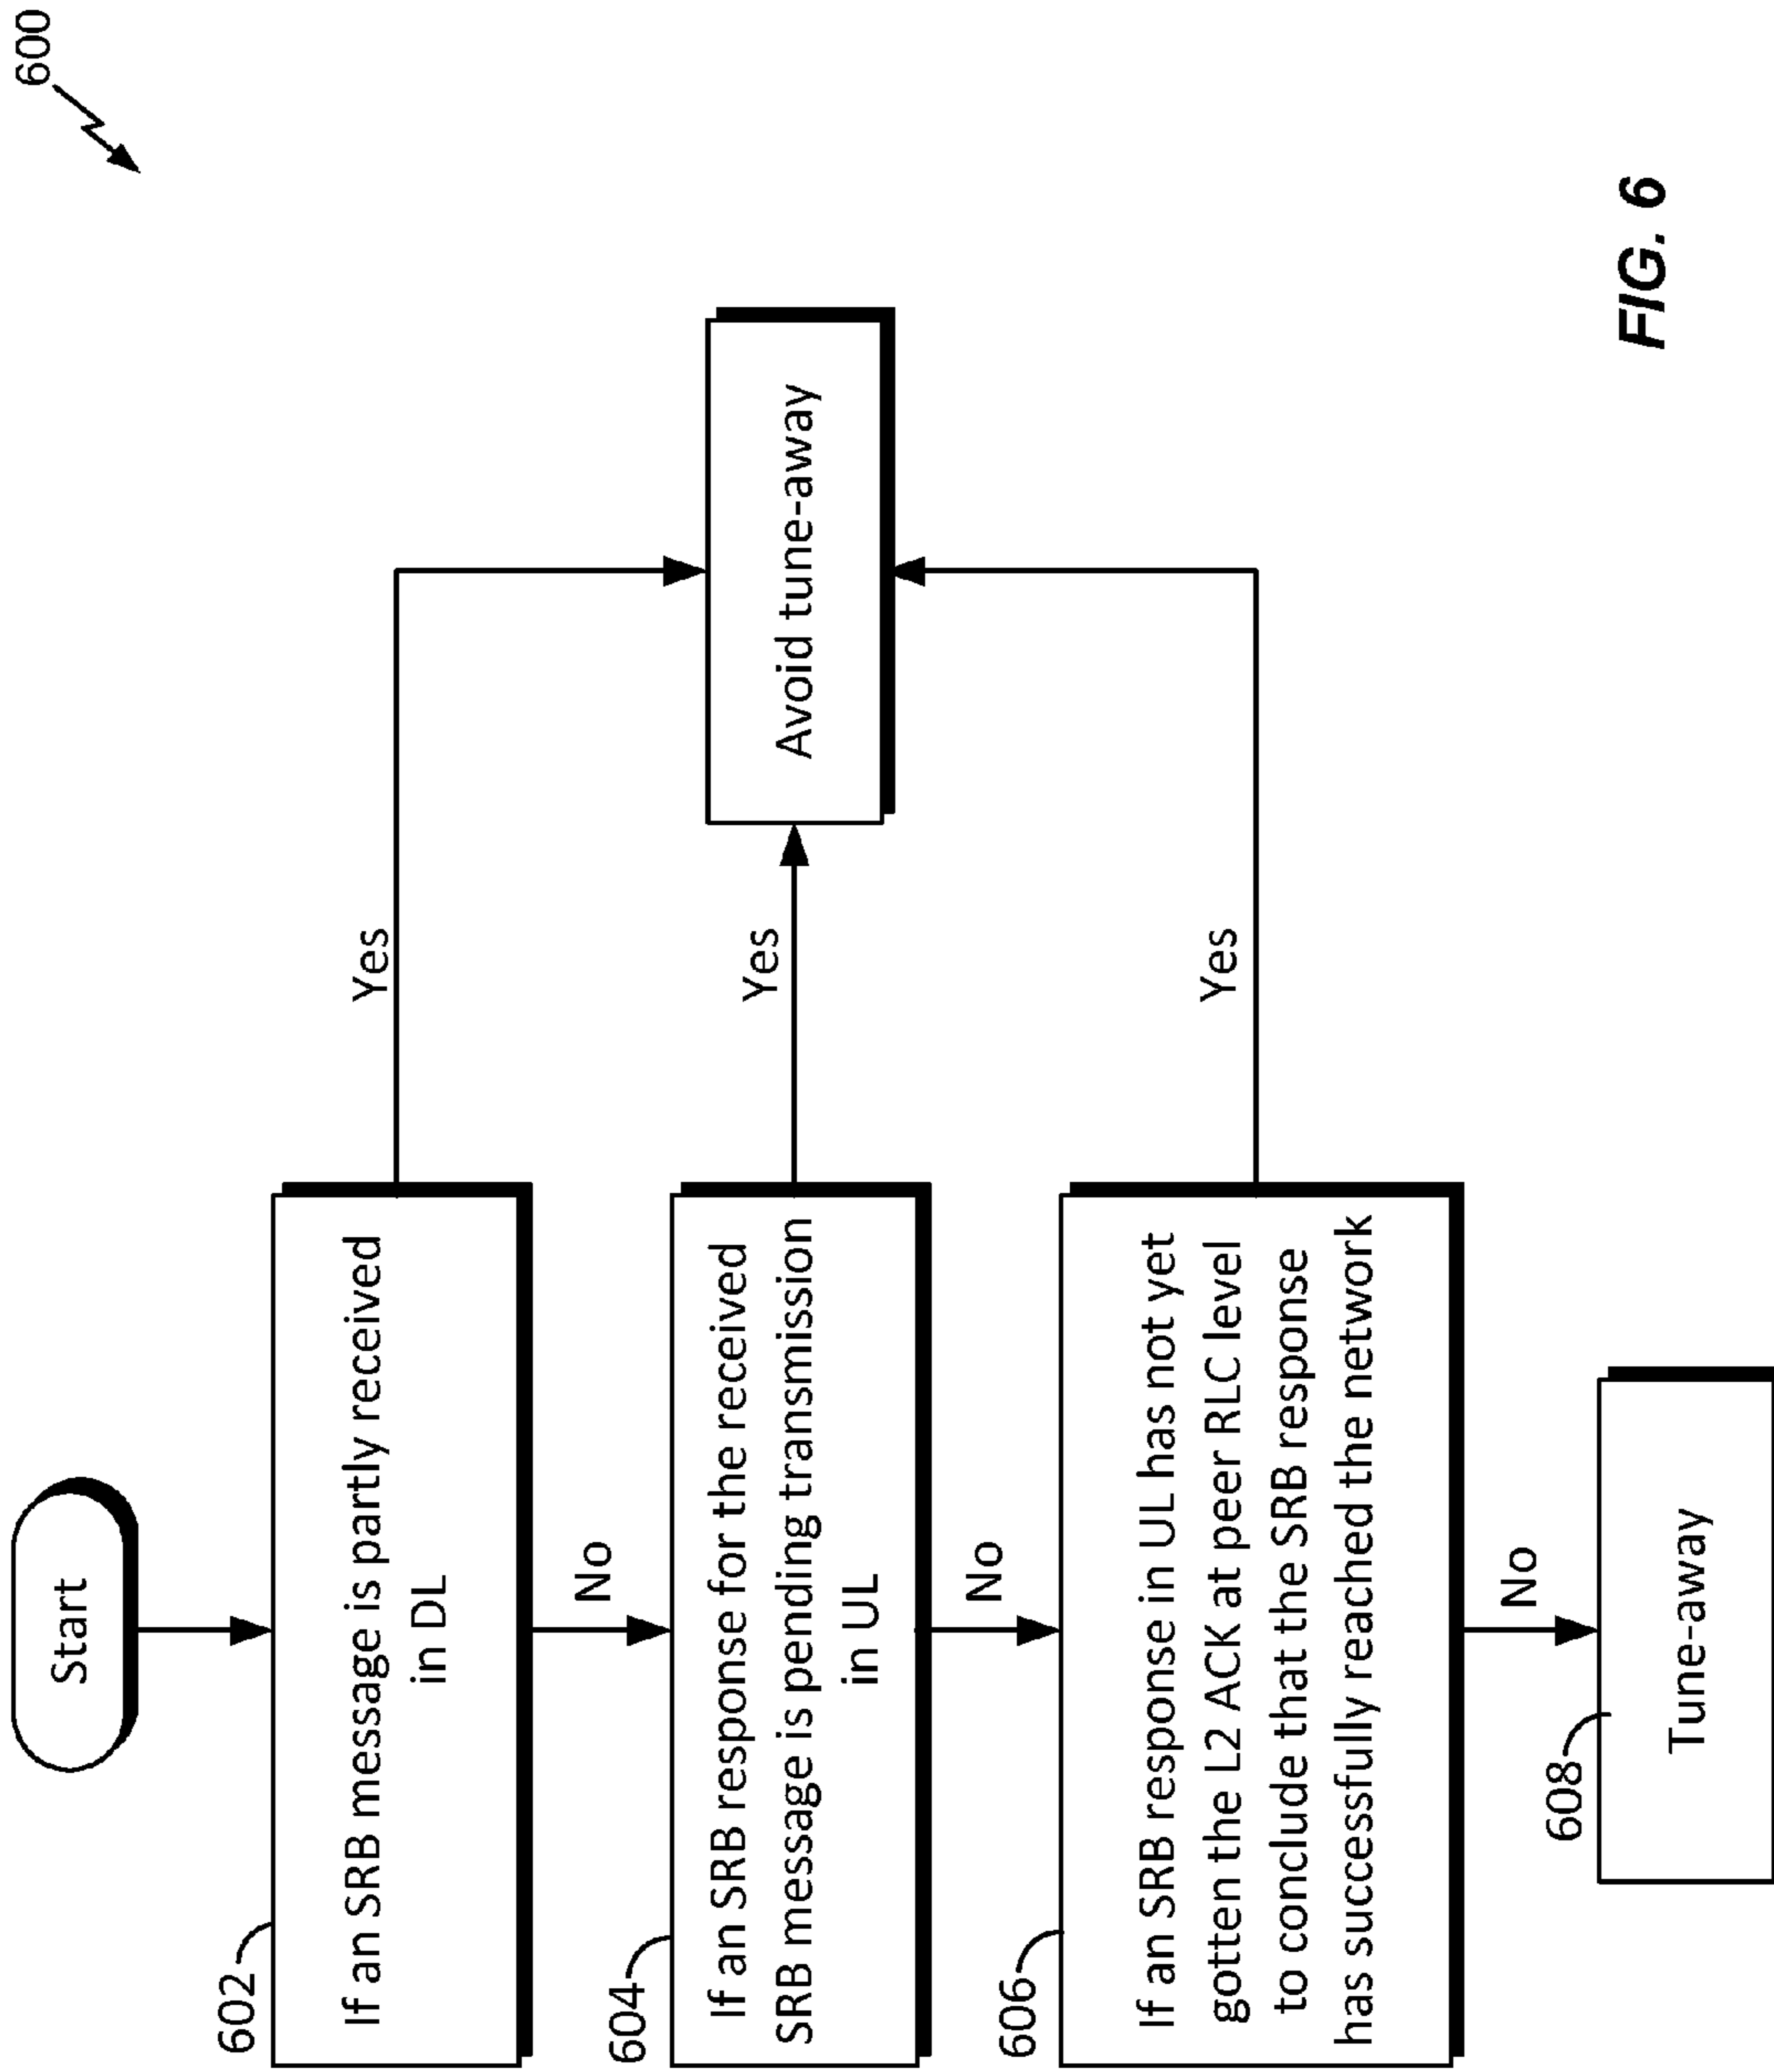 600
Start
602
If an SRB message is partly received
in DL
Yes
No
604
If an SRB response for the received
SRB message is pending transmission
in UL
Yes
Avoid tune-away
No
606
If an SRB response in UL has not yet
gotten the L2 ACK at peer RLC level
to conclude that the SRB response
has successfully reached the network
Yes
No
608
Tune-away
FIG. 6